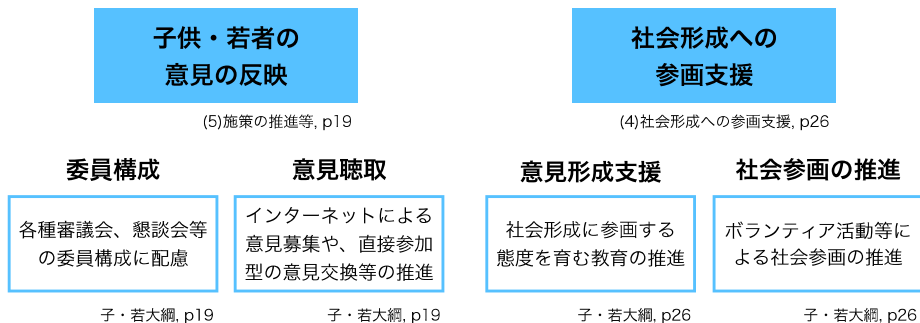 子供・若者の
意見の反映
(5)施策の推進等, p19
委員構成
各種審議会、懇談会等
の委員構成に配慮
子・若大綱, p19
意見聴取
インターネットによる
意見募集や、直接参加
型の意見交換等の推進
子・若大綱, p19
社会形成への
参画支援
(4)社会形成への参画支援, p26
意見形成支援
社会形成に参画する
態度を育む教育の推進
子・若大綱, p26
社会参画の推進
ボランティア活動等に
よる社会参画の推進
子・若大綱, p26